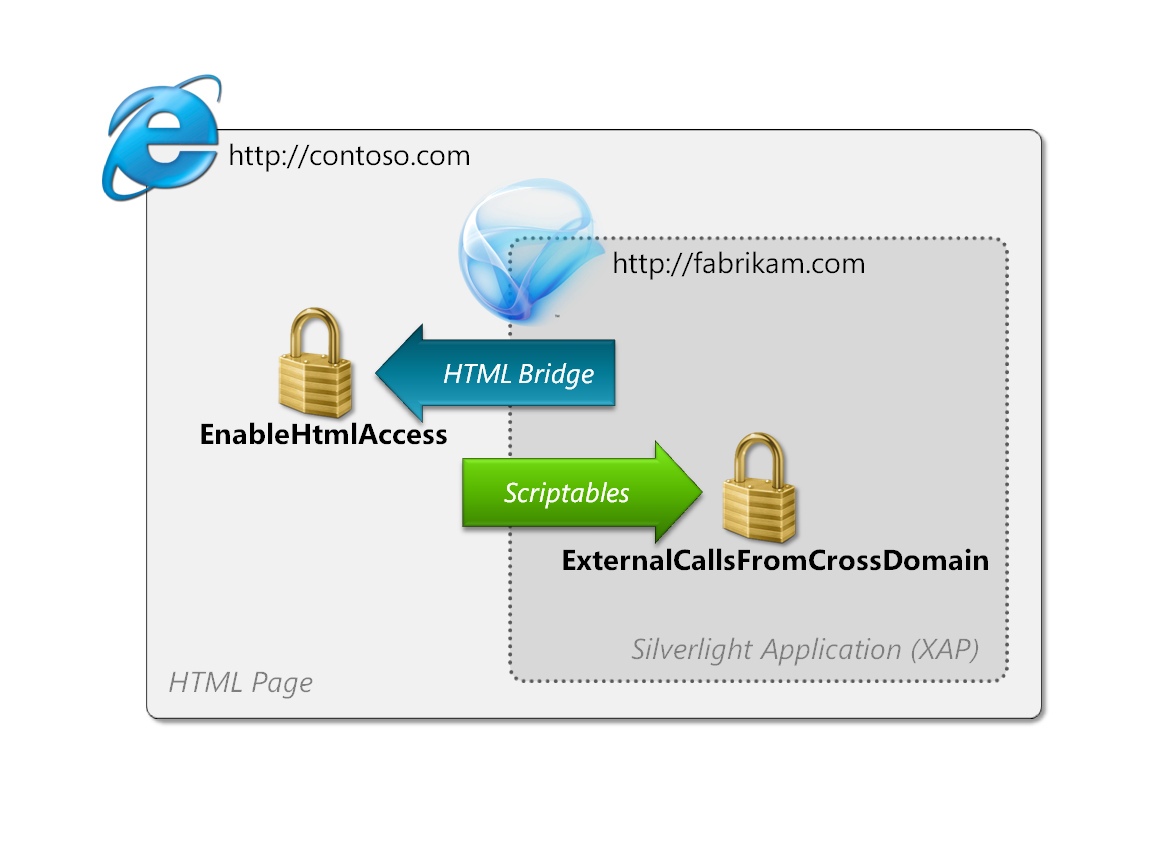 http://contoso.com
http://fabrikam.com
HTML Bridge
EnableHtmlAccess
Scriptables
ExternalCallsFromCrossDomain
Silverlight Application (XAP)
HTML Page